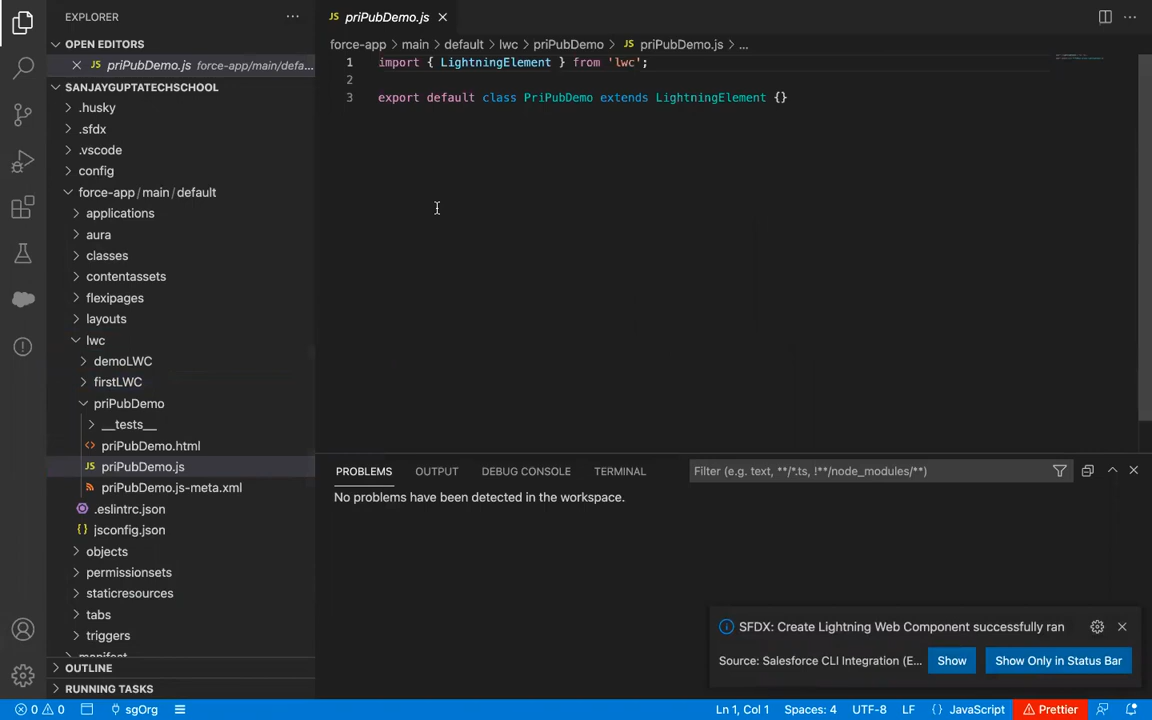 EXPLORER
OPEN EDITORS
JS priPubDemo.js force-app/main/defa...
SANJAYGUPTATECHSCHOOL
.husky
.sfdx
.vscode
config
force-app/main/default
applications
aura
classes
contentassets
flexipages
layouts
lwc
demoLWC
firstLWC
priPubDemo
__tests__
<> priPubDemo.html
JS priPubDemo.js
priPubDemo.js-meta.xml
.eslintrc.json
{} jsconfig.json
objects
permissionsets
staticresources
tabs
triggers
manifest
OUTLINE
RUNNING TASKS
JS priPubDemo.js
force-app > main > default > lwc > priPubDemo > JS priPubDemo.js > ...
1 import { LightningElement } from 'lwc';
2
3 export default class PriPubDemo extends LightningElement {}
PROBLEMS OUTPUT DEBUG CONSOLE TERMINAL Filter (e.g. text, **/*.ts, !**/node_modules/**)
No problems have been detected in the workspace.
SFDX: Create Lightning Web Component successfully ran
Source: Salesforce CLI Integration (E... Show Show Only in Status Bar
0 0 sgOrg Ln 1, Col 1 Spaces: 4 UTF-8 LF {} JavaScript Prettier